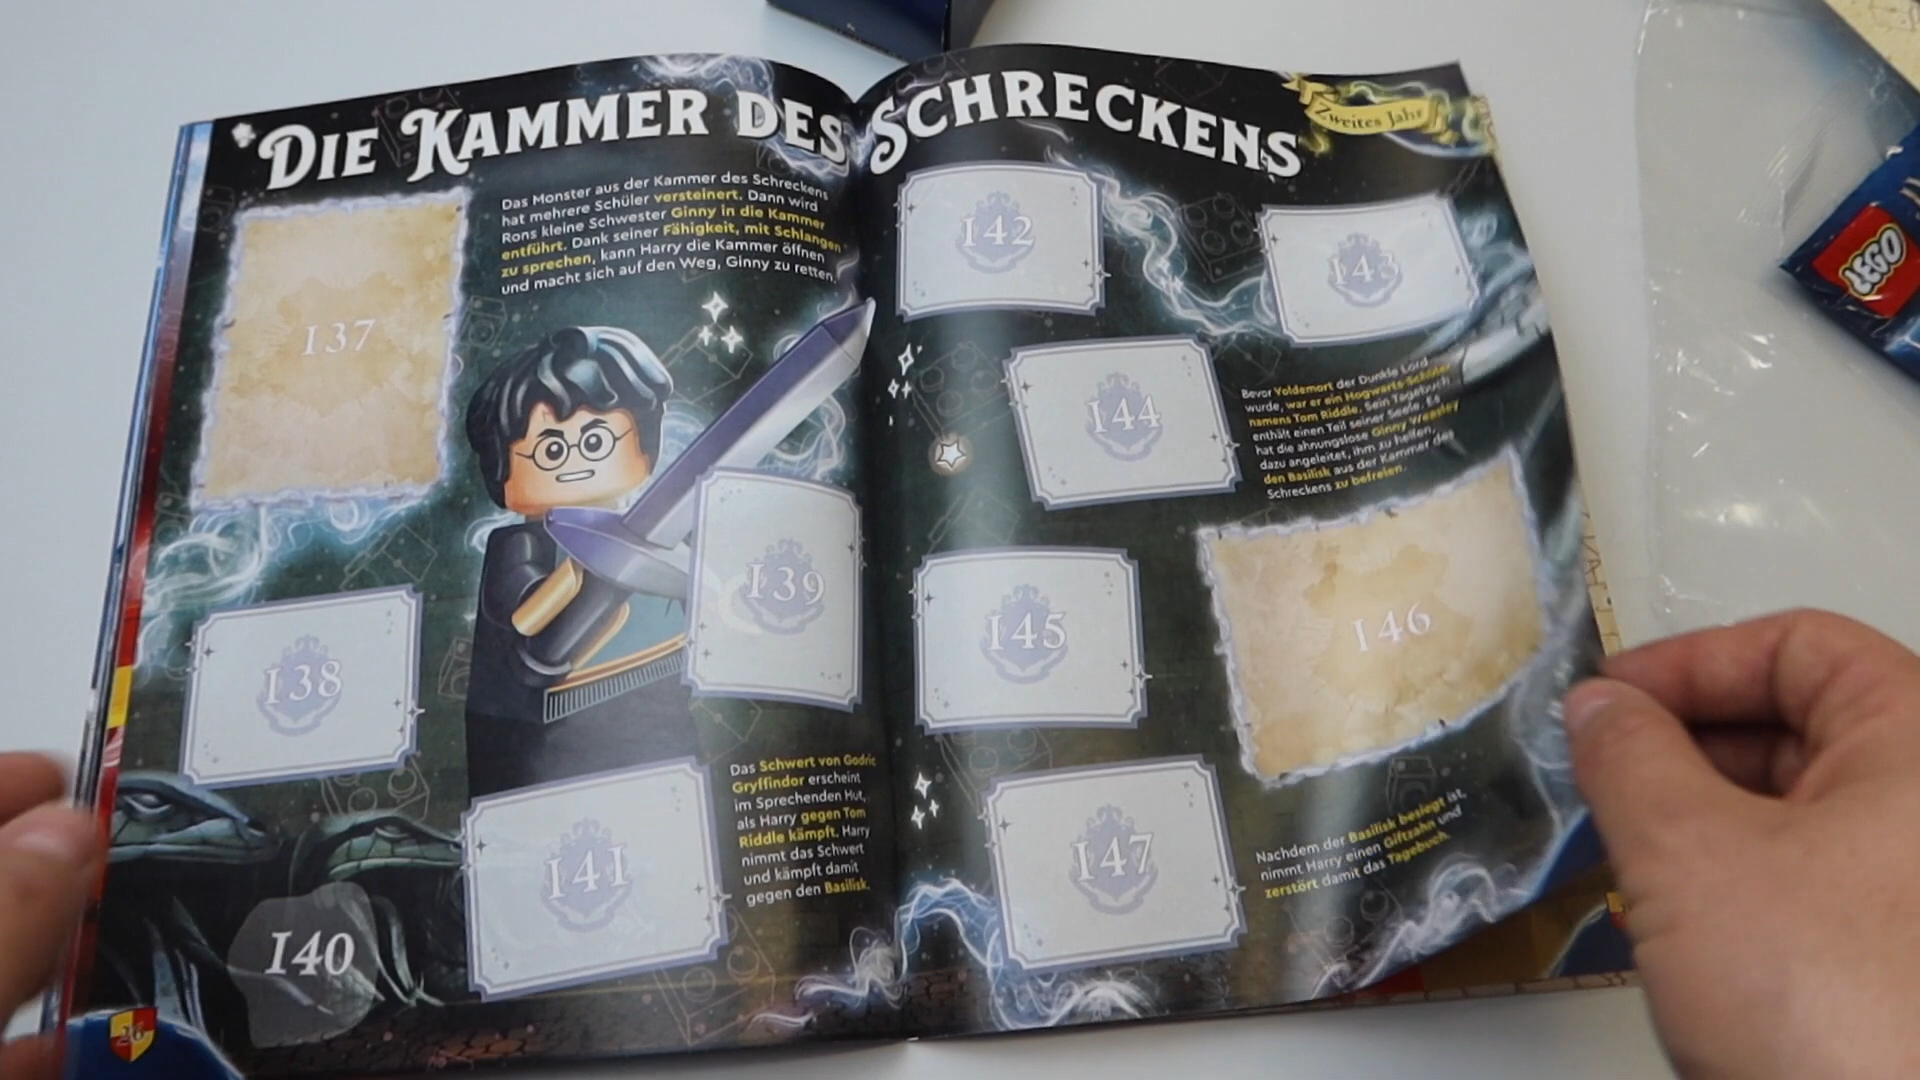 DIE KAMMER DES SCHRECKENS
Zweites Jahr
Das Monster aus der Kammer des Schreckens
hat mehrere Schüler versteinert. Dann wird
Rons kleine Schwester Ginny in die Kammer
entführt. Dank seiner Fähigkeit, mit Schlangen
zu sprechen, kann Harry die Kammer öffnen
und macht sich auf den Weg, Ginny zu retten.
137
138
139
140
141
Das Schwert von Godric
Gryffindor erscheint
im Sprechenden Hut,
als Harry gegen Tom
Riddle kämpft. Harry
nimmt das Schwert
und kämpft damit
gegen den Basilisk.
26
142
143
144
Bevor Voldemort der Dunkle Lord
wurde, war er ein Hogwarts-Schüler
namens Tom Riddle. Sein Tagebuch
enthält einen Teil seiner Seele. Es
hat die ahnungslose Ginny Weasley
dazu angeleitet, ihm zu helfen,
den Basilisk aus der Kammer des
Schreckens zu befreien.
145
146
147
Nachdem der Basilisk besiegt ist,
nimmt Harry einen Giftzahn und
zerstört damit das Tagebuch.
LEGO